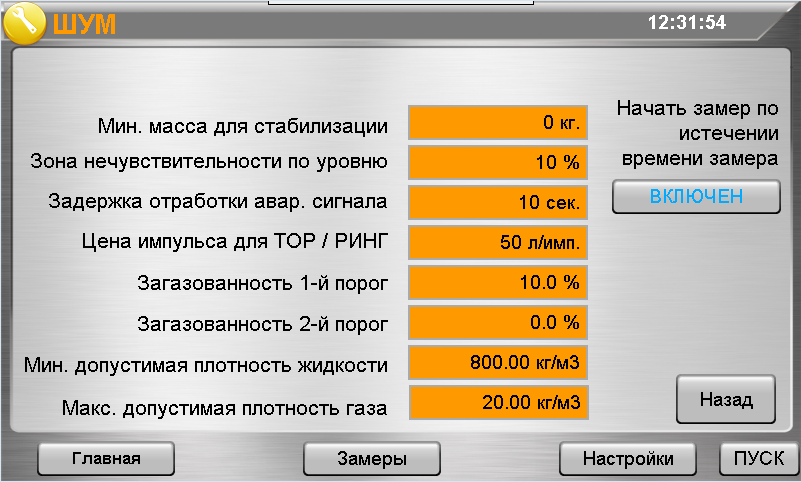 ШУМ
12:31:54
Мин. масса для стабилизации 0 кг.
Зона нечувствительности по уровню 10 %
Задержка отработки авар. сигнала 10 сек.
Цена импульса для ТОР / РИНГ 50 л/имп.
Загазованность 1-й порог 10.0 %
Загазованность 2-й порог 0.0 %
Мин. допустимая плотность жидкости 800.00 кг/м3
Макс. допустимая плотность газа 20.00 кг/м3
Начать замер по
истечении
времени замера
ВКЛЮЧЕН
Назад
Главная
Замеры
Настройки
ПУСК